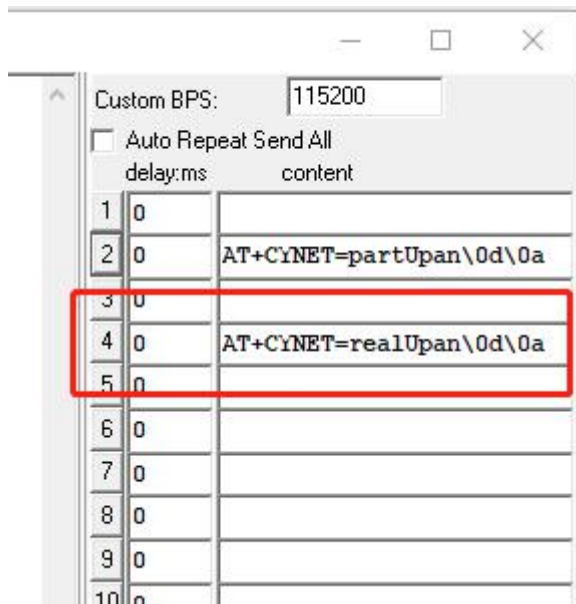 Custom BPS: 115200
Auto Repeat Send All
delay:ms content
1 0
2 0 AT+CYNET=partUpan\0d\0a
3 0
4 0 AT+CYNET=realUpan\0d\0a
5 0
6 0
7 0
8 0
9 0
10 0